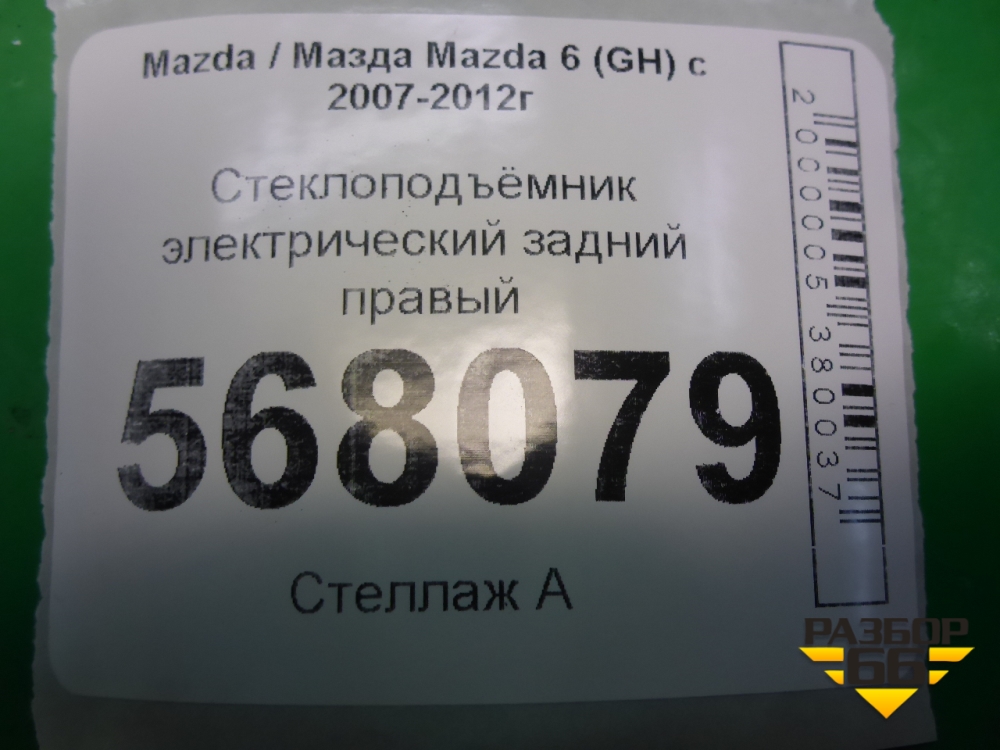 Mazda / Мазда Mazda 6 (GH) с
2007-2012г
Стеклоподъёмник
электрический задний
правый
568079
Стеллаж А
2000005380037
РАЗБОР
66